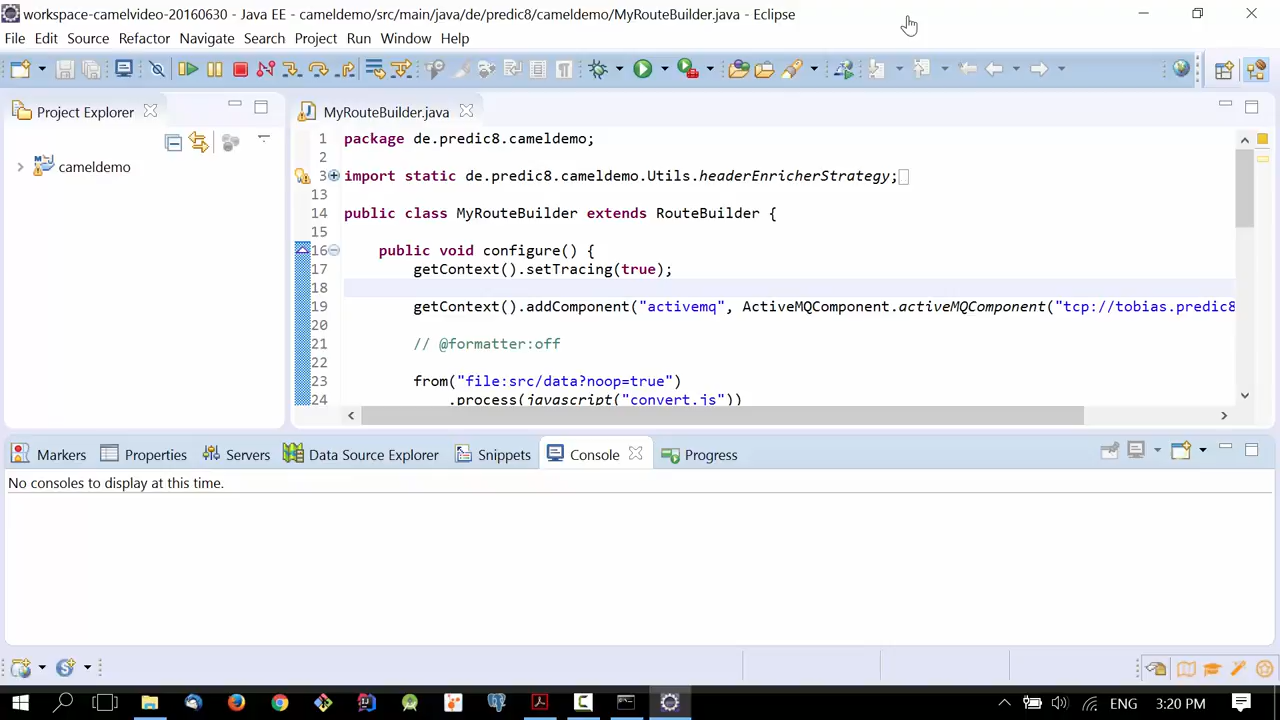 workspace-camelvideo-20160630 - Java EE - cameldemo/src/main/java/de/predic8/cameldemo/MyRouteBuilder.java - Eclipse
File Edit Source Refactor Navigate Search Project Run Window Help
Project Explorer
MyRouteBuilder.java
cameldemo
1 package de.predic8.cameldemo;
2
3 import static de.predic8.cameldemo.Utils.headerEnricherStrategy;
13
14 public class MyRouteBuilder extends RouteBuilder {
15
16 public void configure() {
17 getContext().setTracing(true);
18
19 getContext().addComponent("activemq", ActiveMQComponent.activeMQComponent("tcp://tobias.predic8
20
21 // @formatter:off
22
23 from("file:src/data?noop=true")
24 .process(javascript("convert.js"))
Markers Properties Servers Data Source Explorer Snippets Console Progress
No consoles to display at this time.
ENG 3:20 PM